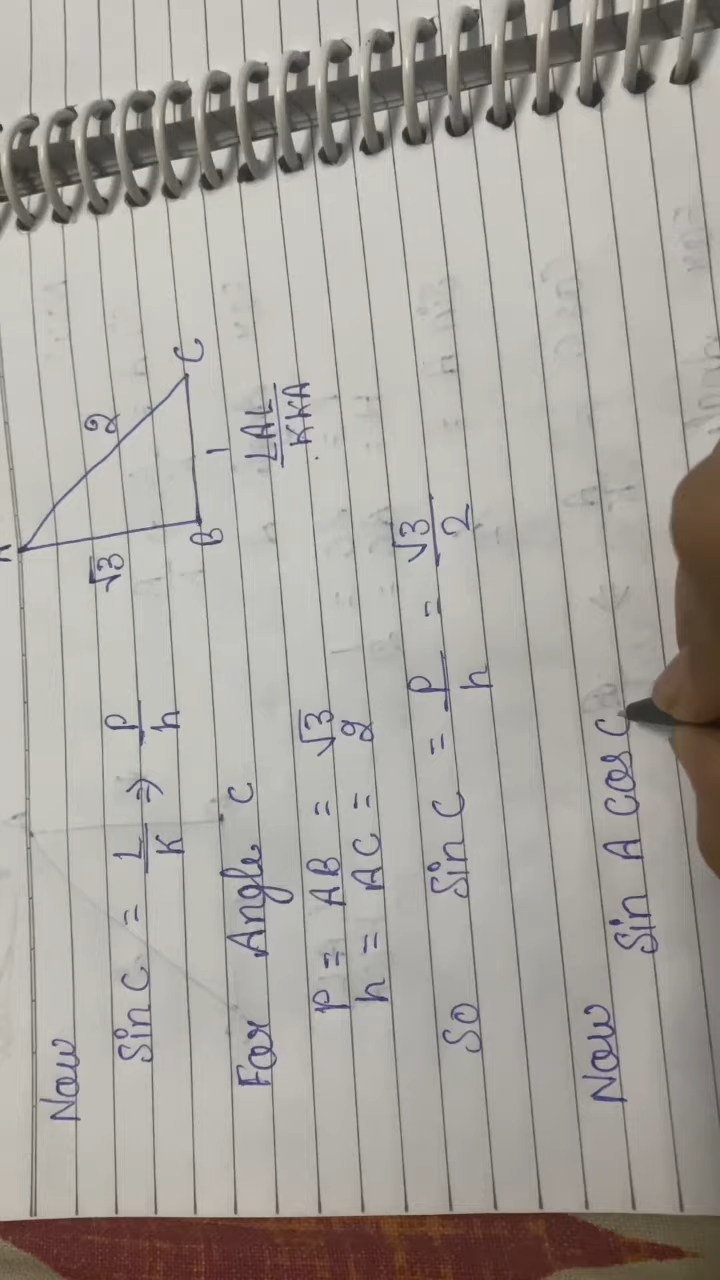 A
√3
2
B
1
C
Now
Sin C = L/K ⇒ P/h
LAL/KKA
For Angle C
P = AB = √3
h = AC = 2
So Sin C = P/h = √3/2
Now
Sin A cos C